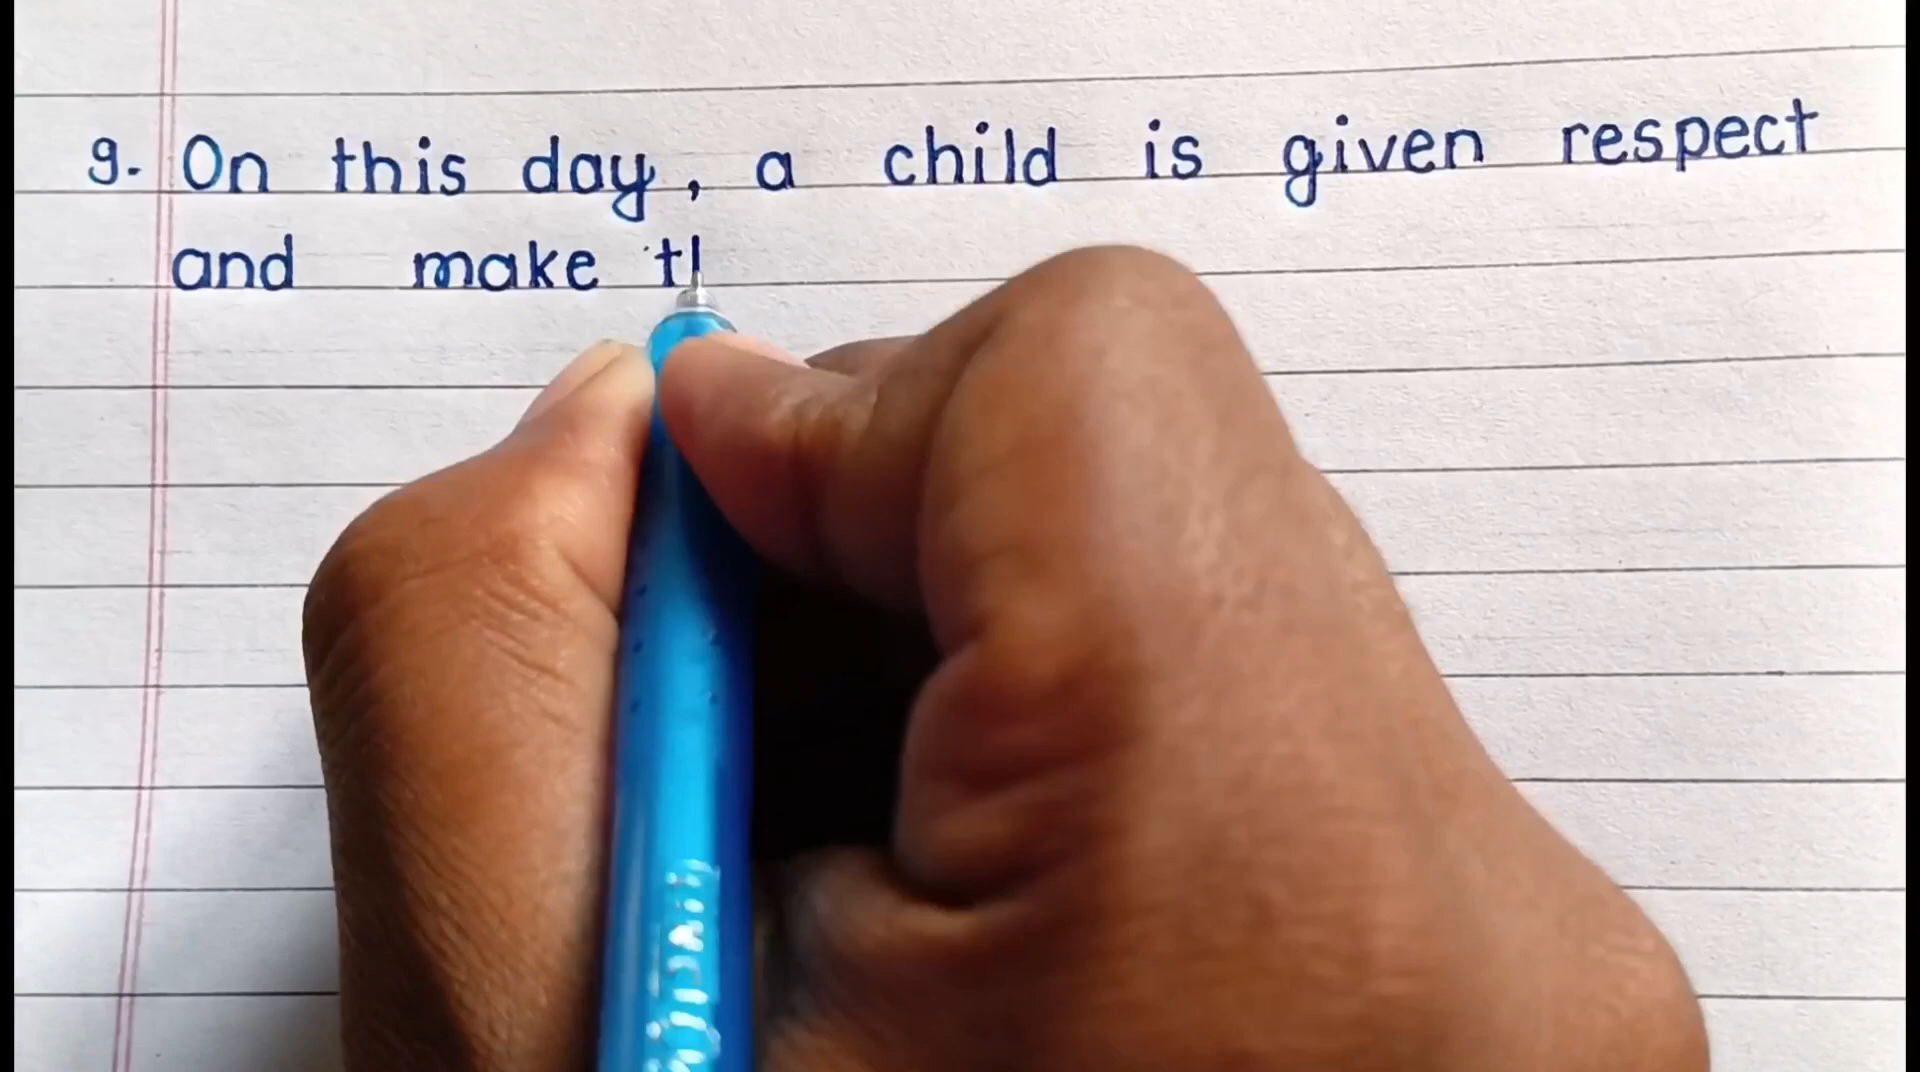 9. On this day, a child is given respect
and make t